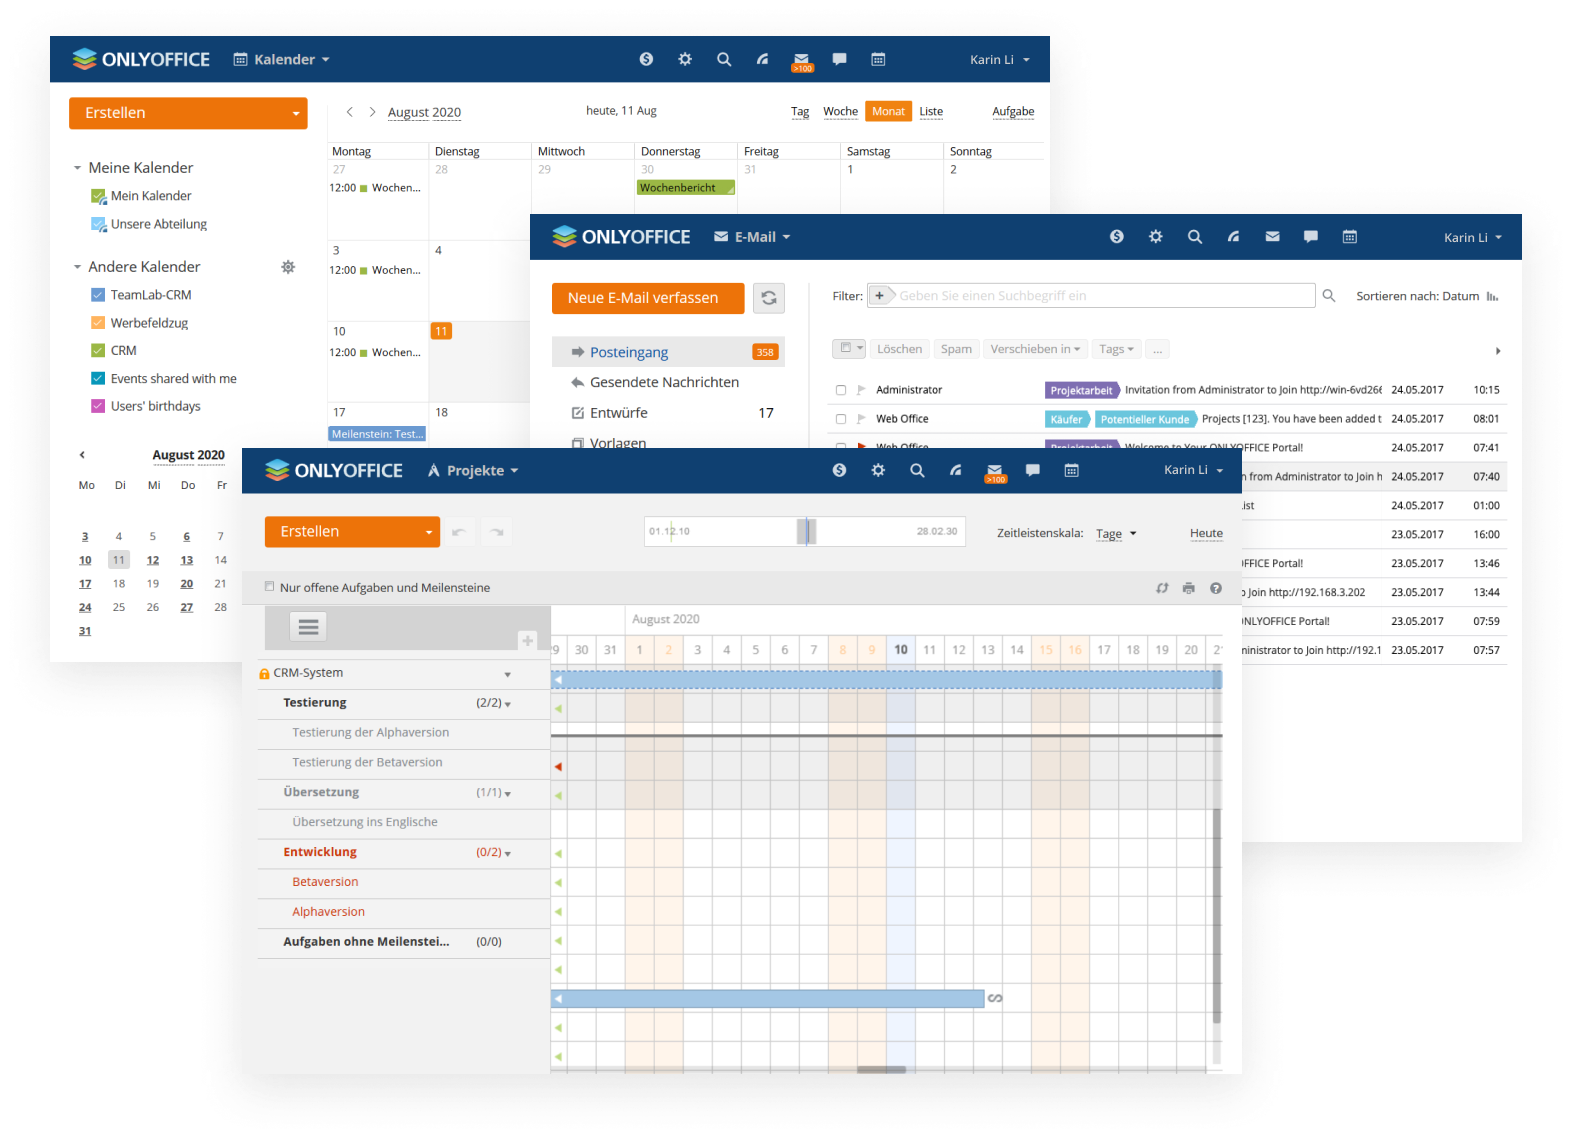 ONLYOFFICE Kalender
>100
Karin Li
Erstellen
August 2020
heute, 11 Aug
Tag Woche Monat Liste Aufgabe
Meine Kalender
Mein Kalender
Unsere Abteilung
Andere Kalender
TeamLab-CRM
Werbefeldzug
CRM
Events shared with me
Users' birthdays
August 2020
Mo Di Mi Do Fr
3 4 5 6 7
10 11 12 13 14
17 18 19 20 21
24 25 26 27 28
31
Montag Dienstag Mittwoch Donnerstag Freitag Samstag Sonntag
27 28 29 30 31 1 2
12:00 Wochen... Wochenbericht
3 4
12:00 Wochen...
10 11
12:00 Wochen...
17 18
Meilenstein: Test...
ONLYOFFICE E-Mail
Karin Li
Neue E-Mail verfassen
Posteingang 358
Gesendete Nachrichten
Entwürfe 17
Vorlagen
Filter: + Geben Sie einen Suchbegriff ein
Sortieren nach: Datum
Löschen Spam Verschieben in Tags ...
Administrator Projektarbeit Invitation from Administrator to Join http://win-6vd266 24.05.2017 10:15
Web Office Käufer Potentieller Kunde Projects [123]. You have been added t 24.05.2017 08:01
Web Office Projektarbeit Welcome to Your ONLYOFFICE Portal! 24.05.2017 07:41
from Administrator to Join h 24.05.2017 07:40
24.05.2017 01:00
23.05.2017 16:00
Portal! 23.05.2017 13:46
Join http://192.168.3.202 23.05.2017 13:44
Portal! 23.05.2017 07:59
to Join http://192.1 23.05.2017 07:57
ONLYOFFICE Projekte
>100
Karin Li
Erstellen
01.12.10 28.02.30
Zeitleistenskala: Tage Heute
Nur offene Aufgaben und Meilensteine
August 2020
30 31 1 2 3 4 5 6 7 8 9 10 11 12 13 14 15 16 17 18 19 20
CRM-System
Testierung (2/2)
Testierung der Alphaversion
Testierung der Betaversion
Übersetzung (1/1)
Übersetzung ins Englische
Entwicklung (0/2)
Betaversion
Alphaversion
Aufgaben ohne Meilenstei... (0/0)